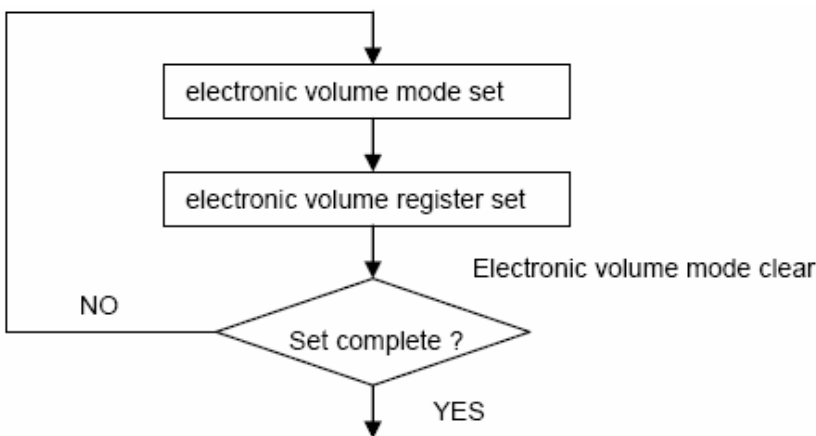 electronic volume mode set
electronic volume register set
Electronic volume mode clear
NO
Set complete ?
YES